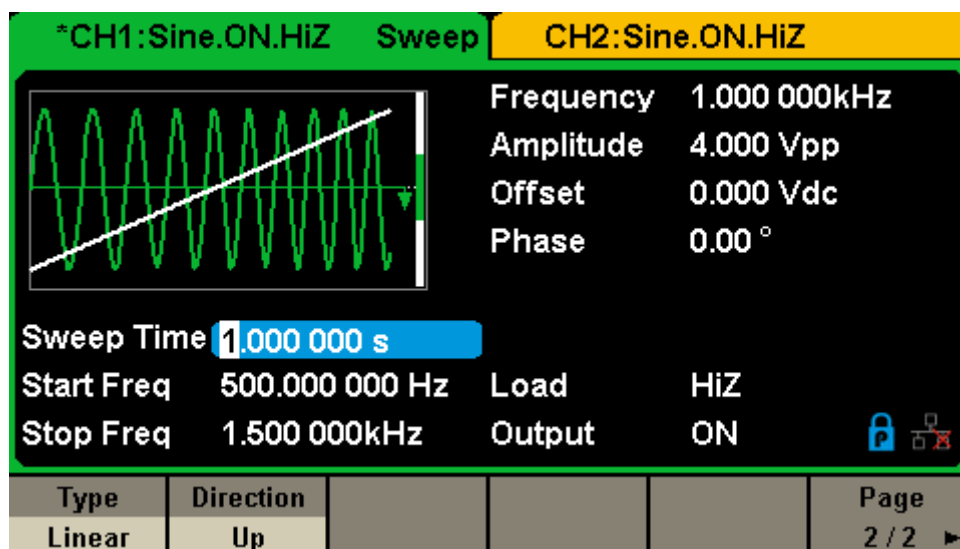 *CH1:Sine.ON.HiZ Sweep CH2:Sine.ON.HiZ
Frequency 1.000 000kHz
Amplitude 4.000 Vpp
Offset 0.000 Vdc
Phase 0.00 °
Sweep Time 1.000 000 s
Start Freq 500.000 000 Hz Load HiZ
Stop Freq 1.500 000kHz Output ON P
Type Direction Page
Linear Up 2 / 2 ►